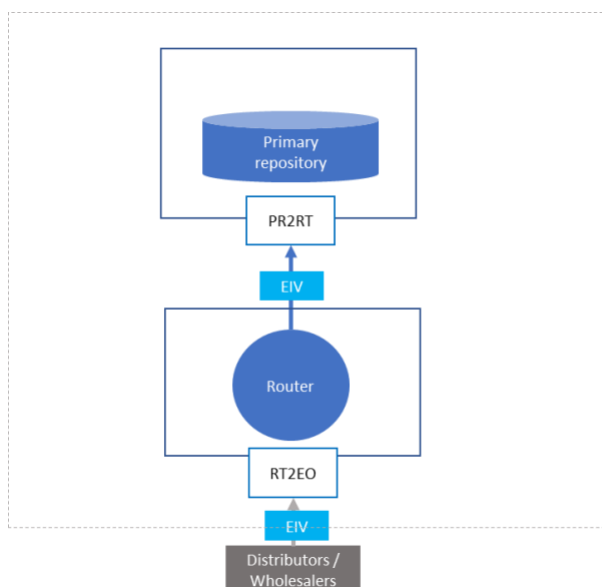 Primary
repository
PR2RT
EIV
Router
RT2EO
EIV
Distributors /
Wholesalers